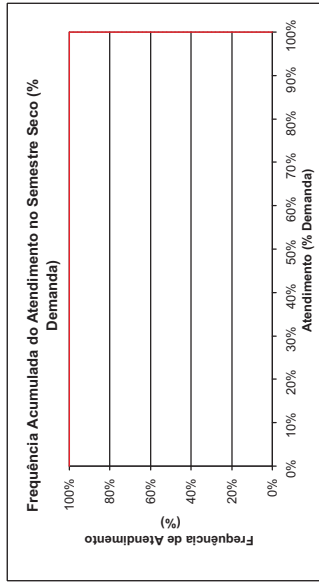 Frequência Acumulada do Atendimento no Semestre Seco (%
Demanda)
Frequência de Atendimento
(%)
100%
80%
60%
40%
20%
0%
0% 10% 20% 30% 40% 50% 60% 70% 80% 90% 100%
Atendimento (% Demanda)